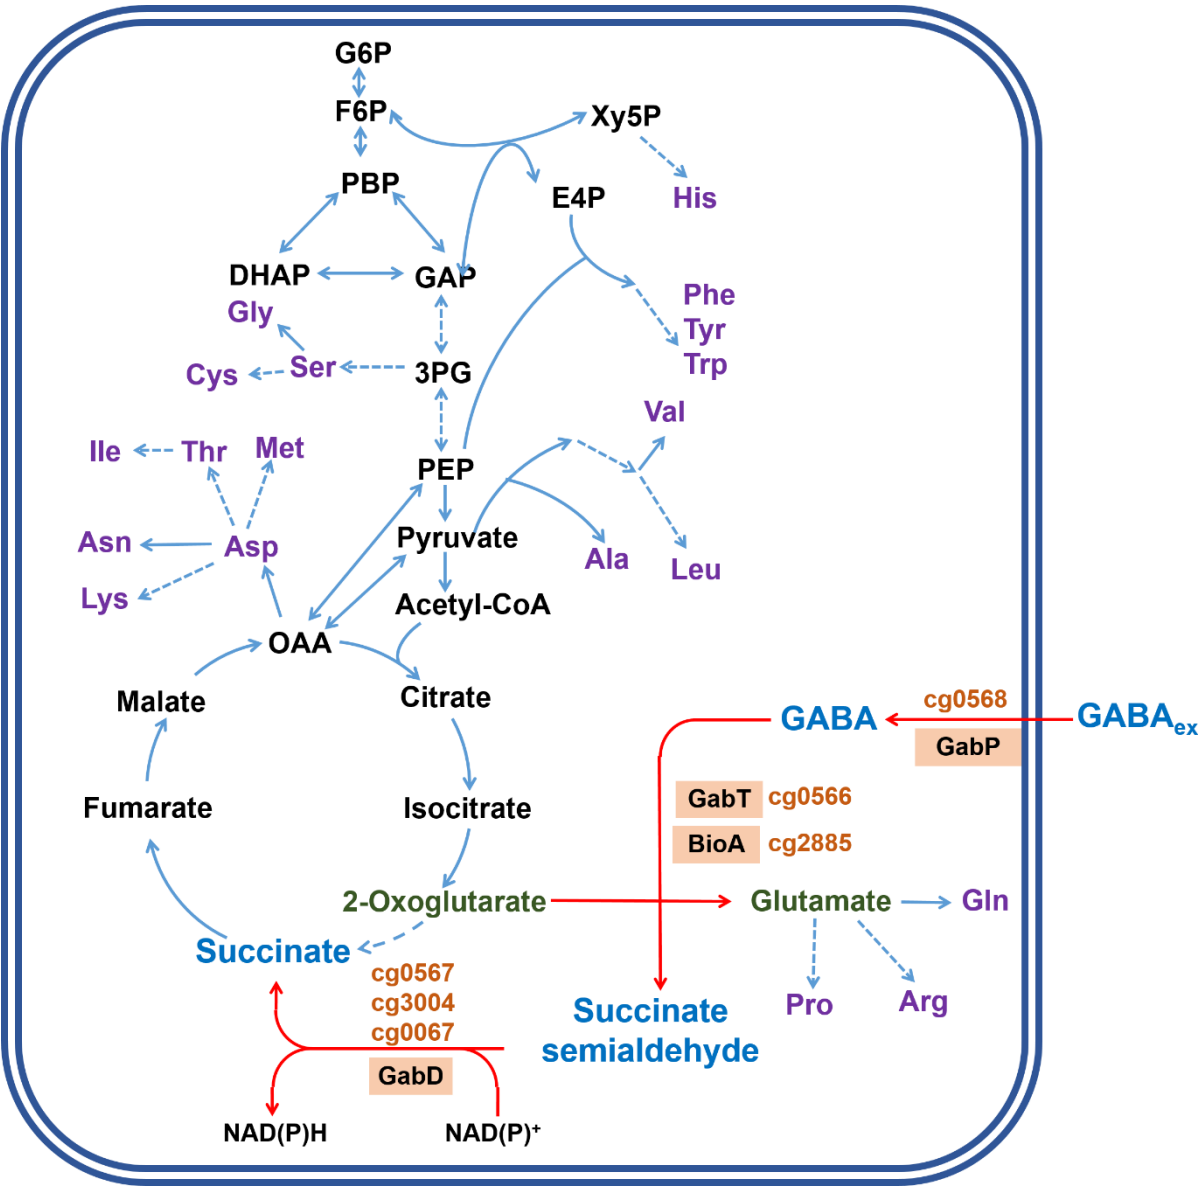 G6P
F6P
Xy5P
PBP
E4P
His
DHAP
GAP
Gly
Phe
Tyr
Trp
Cys
Ser
3PG
Val
Ile
Thr
Met
PEP
Asn
Asp
Pyruvate
Ala
Leu
Lys
Acetyl-CoA
OAA
Malate
Citrate
cg0568
GABA
GABAex
GabP
Fumarate
Isocitrate
GabT cg0566
BioA cg2885
2-Oxoglutarate
Glutamate
Gln
Succinate
cg0567
cg3004
cg0067
GabD
Succinate
semialdehyde
Pro
Arg
NAD(P)H
NAD(P)+